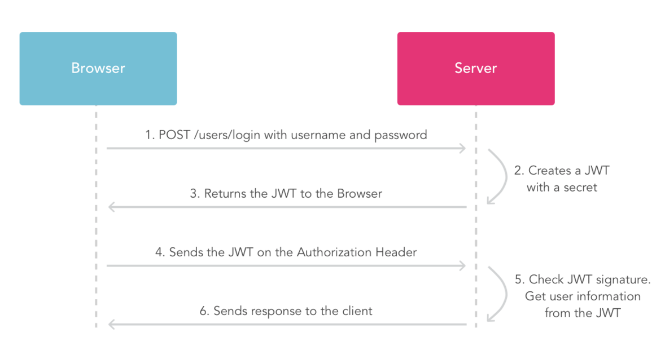 Browser
Server
1. POST /users/login with username and password
2. Creates a JWT
with a secret
3. Returns the JWT to the Browser
4. Sends the JWT on the Authorization Header
5. Check JWT signature.
Get user information
from the JWT
6. Sends response to the client